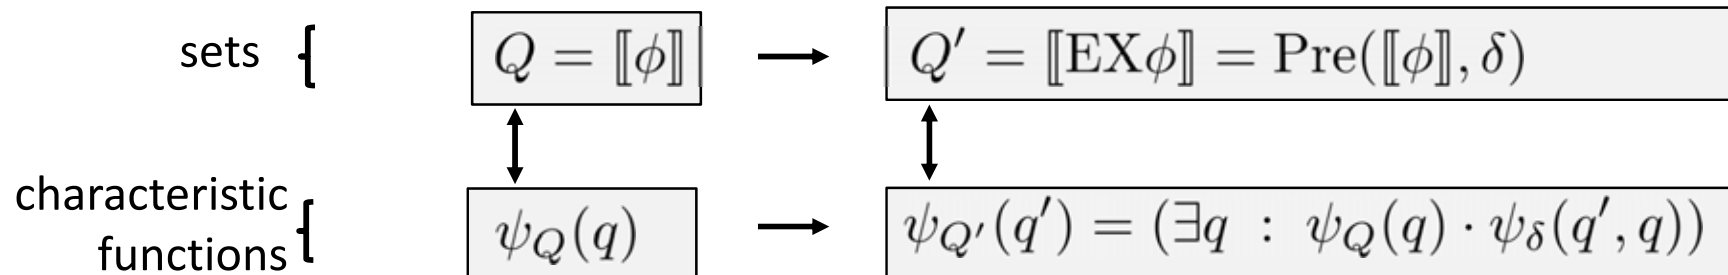 sets { Q = ⟦ϕ⟧ → Q′ = ⟦EXϕ⟧ = Pre(⟦ϕ⟧, δ)
characteristic
functions { ψ_Q(q) → ψ_{Q′}(q′) = (∃q : ψ_Q(q) · ψ_δ(q′, q))